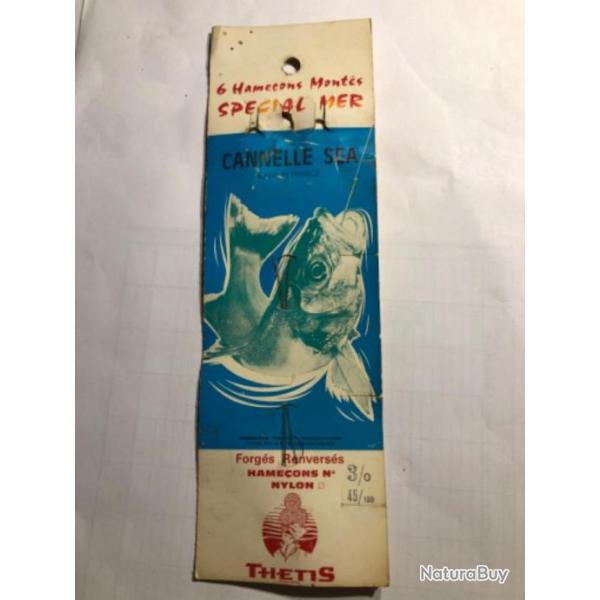 6 Hameçons Montés
SPECIAL MER
CANNELLE SEA
Forgés Renversés
HAMEÇONS N°
3/0
NYLON
45/100
THETIS
NaturaBuy